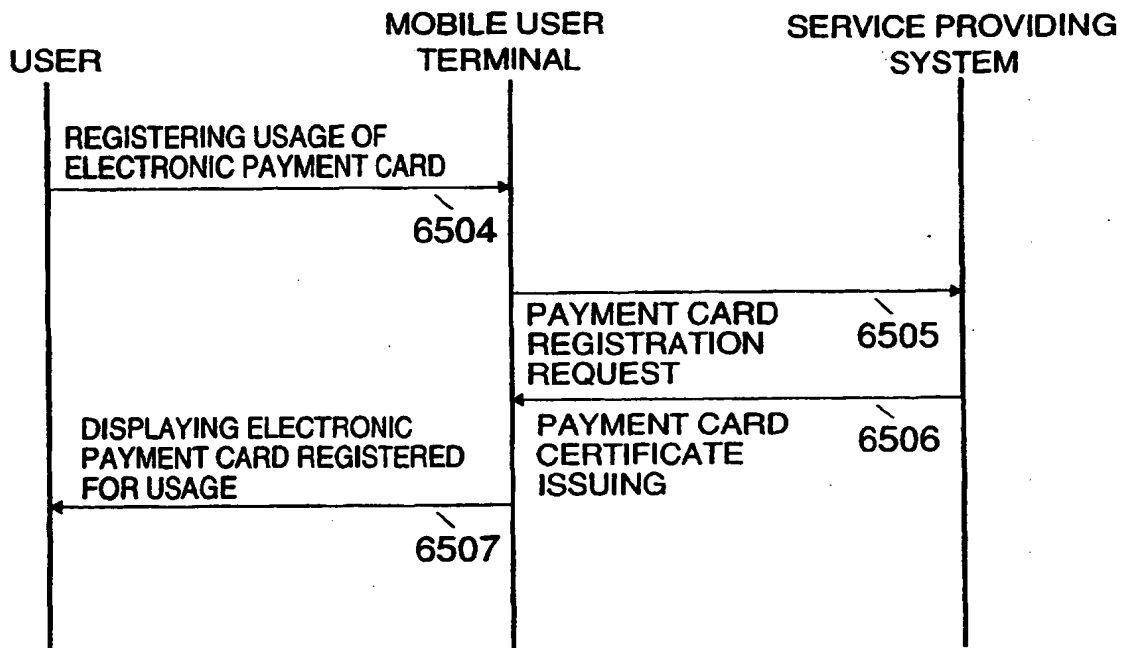 USER
MOBILE USER
TERMINAL
SERVICE PROVIDING
SYSTEM
REGISTERING USAGE OF
ELECTRONIC PAYMENT CARD
6504
PAYMENT CARD
REGISTRATION
REQUEST
6505
PAYMENT CARD
CERTIFICATE
ISSUING
6506
DISPLAYING ELECTRONIC
PAYMENT CARD REGISTERED
FOR USAGE
6507